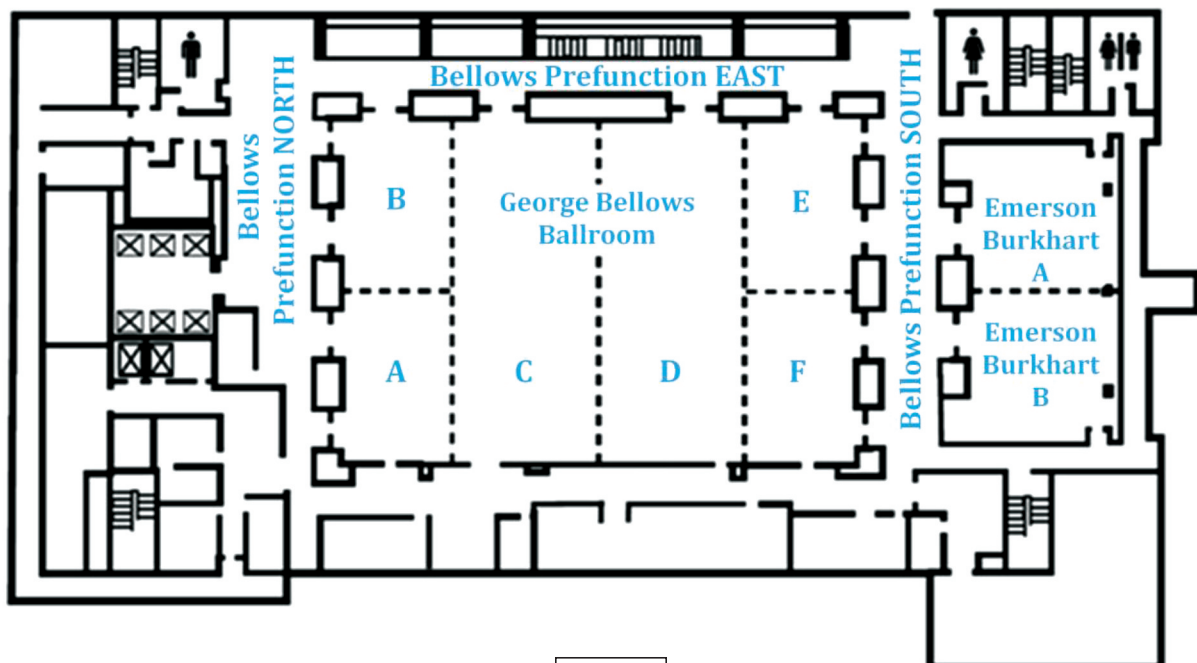 Bellows Prefunction EAST
Bellows
Prefunction NORTH
Bellows Prefunction SOUTH
B
George Bellows
Ballroom
E
A
C
D
F
Emerson
Burkhart
A
Emerson
Burkhart
B